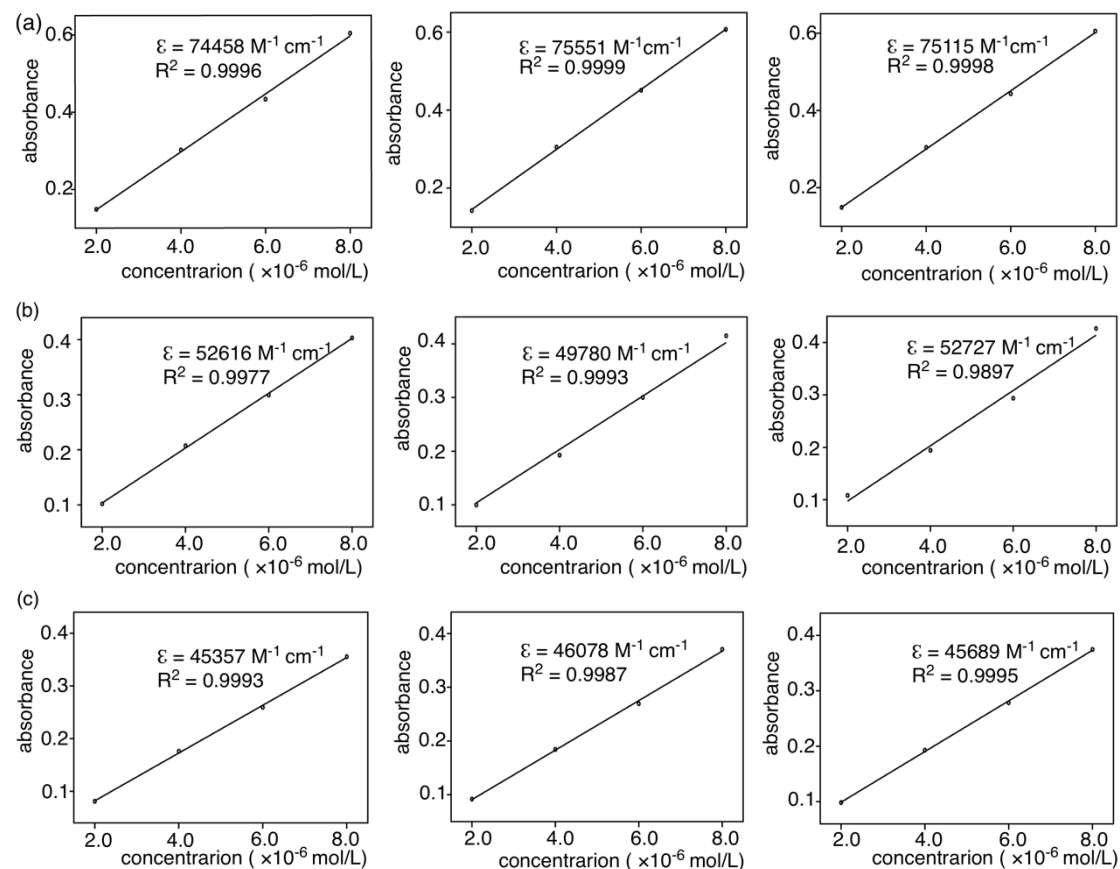 (a)
absorbance
0.6
0.4
0.2
ε = 74458 M⁻¹ cm⁻¹
R² = 0.9996
2.0 4.0 6.0 8.0
concentrarion ( ×10⁻⁶ mol/L)
absorbance
0.6
0.4
0.2
ε = 75551 M⁻¹cm⁻¹
R² = 0.9999
2.0 4.0 6.0 8.0
concentrarion ( ×10⁻⁶ mol/L)
absorbance
0.6
0.4
0.2
ε = 75115 M⁻¹cm⁻¹
R² = 0.9998
2.0 4.0 6.0 8.0
concentrarion ( ×10⁻⁶ mol/L)
(b)
absorbance
0.4
0.3
0.2
0.1
ε = 52616 M⁻¹ cm⁻¹
R² = 0.9977
2.0 4.0 6.0 8.0
concentrarion ( ×10⁻⁶ mol/L)
absorbance
0.4
0.3
0.2
0.1
ε = 49780 M⁻¹ cm⁻¹
R² = 0.9993
2.0 4.0 6.0 8.0
concentrarion ( ×10⁻⁶ mol/L)
absorbance
0.4
0.3
0.2
0.1
ε = 52727 M⁻¹ cm⁻¹
R² = 0.9897
2.0 4.0 6.0 8.0
concentrarion ( ×10⁻⁶ mol/L)
(c)
absorbance
0.4
0.3
0.2
0.1
ε = 45357 M⁻¹ cm⁻¹
R² = 0.9993
2.0 4.0 6.0 8.0
concentrarion ( ×10⁻⁶ mol/L)
absorbance
0.4
0.3
0.2
0.1
ε = 46078 M⁻¹ cm⁻¹
R² = 0.9987
2.0 4.0 6.0 8.0
concentrarion ( ×10⁻⁶ mol/L)
absorbance
0.4
0.3
0.2
0.1
ε = 45689 M⁻¹ cm⁻¹
R² = 0.9995
2.0 4.0 6.0 8.0
concentrarion ( ×10⁻⁶ mol/L)